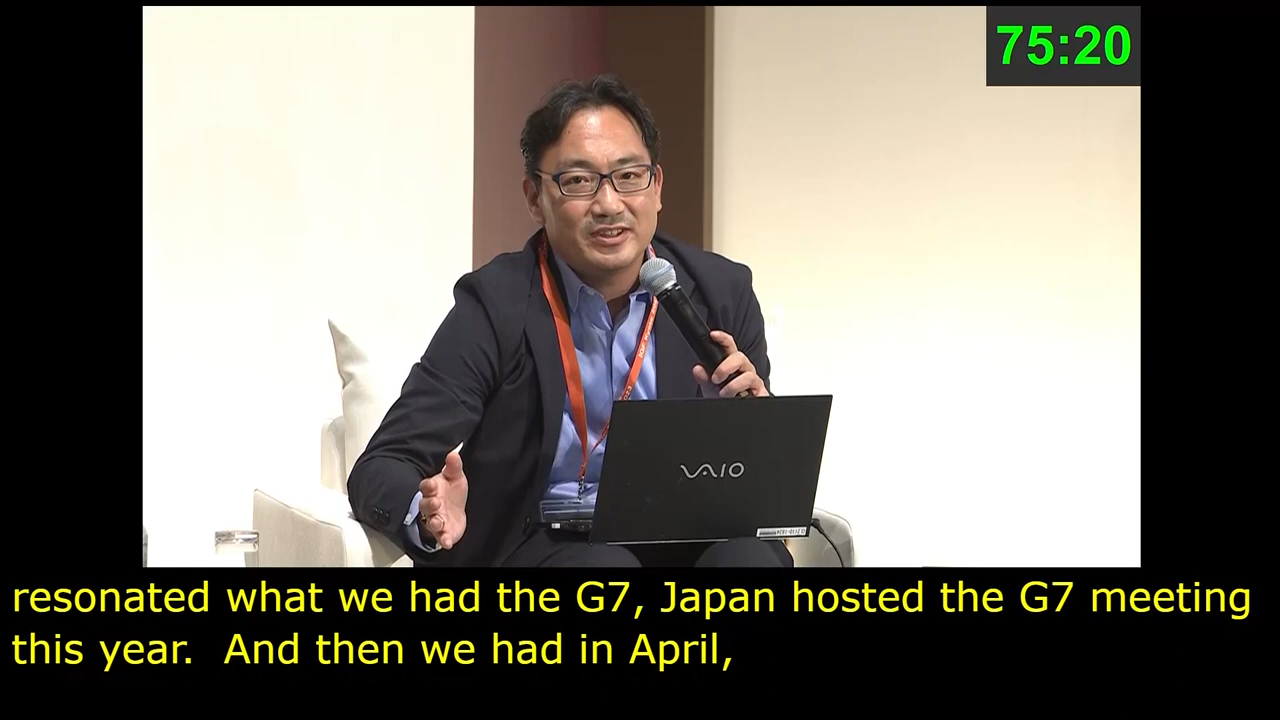 75:20
VAIO
resonated what we had the G7, Japan hosted the G7 meeting
this year.  And then we had in April,